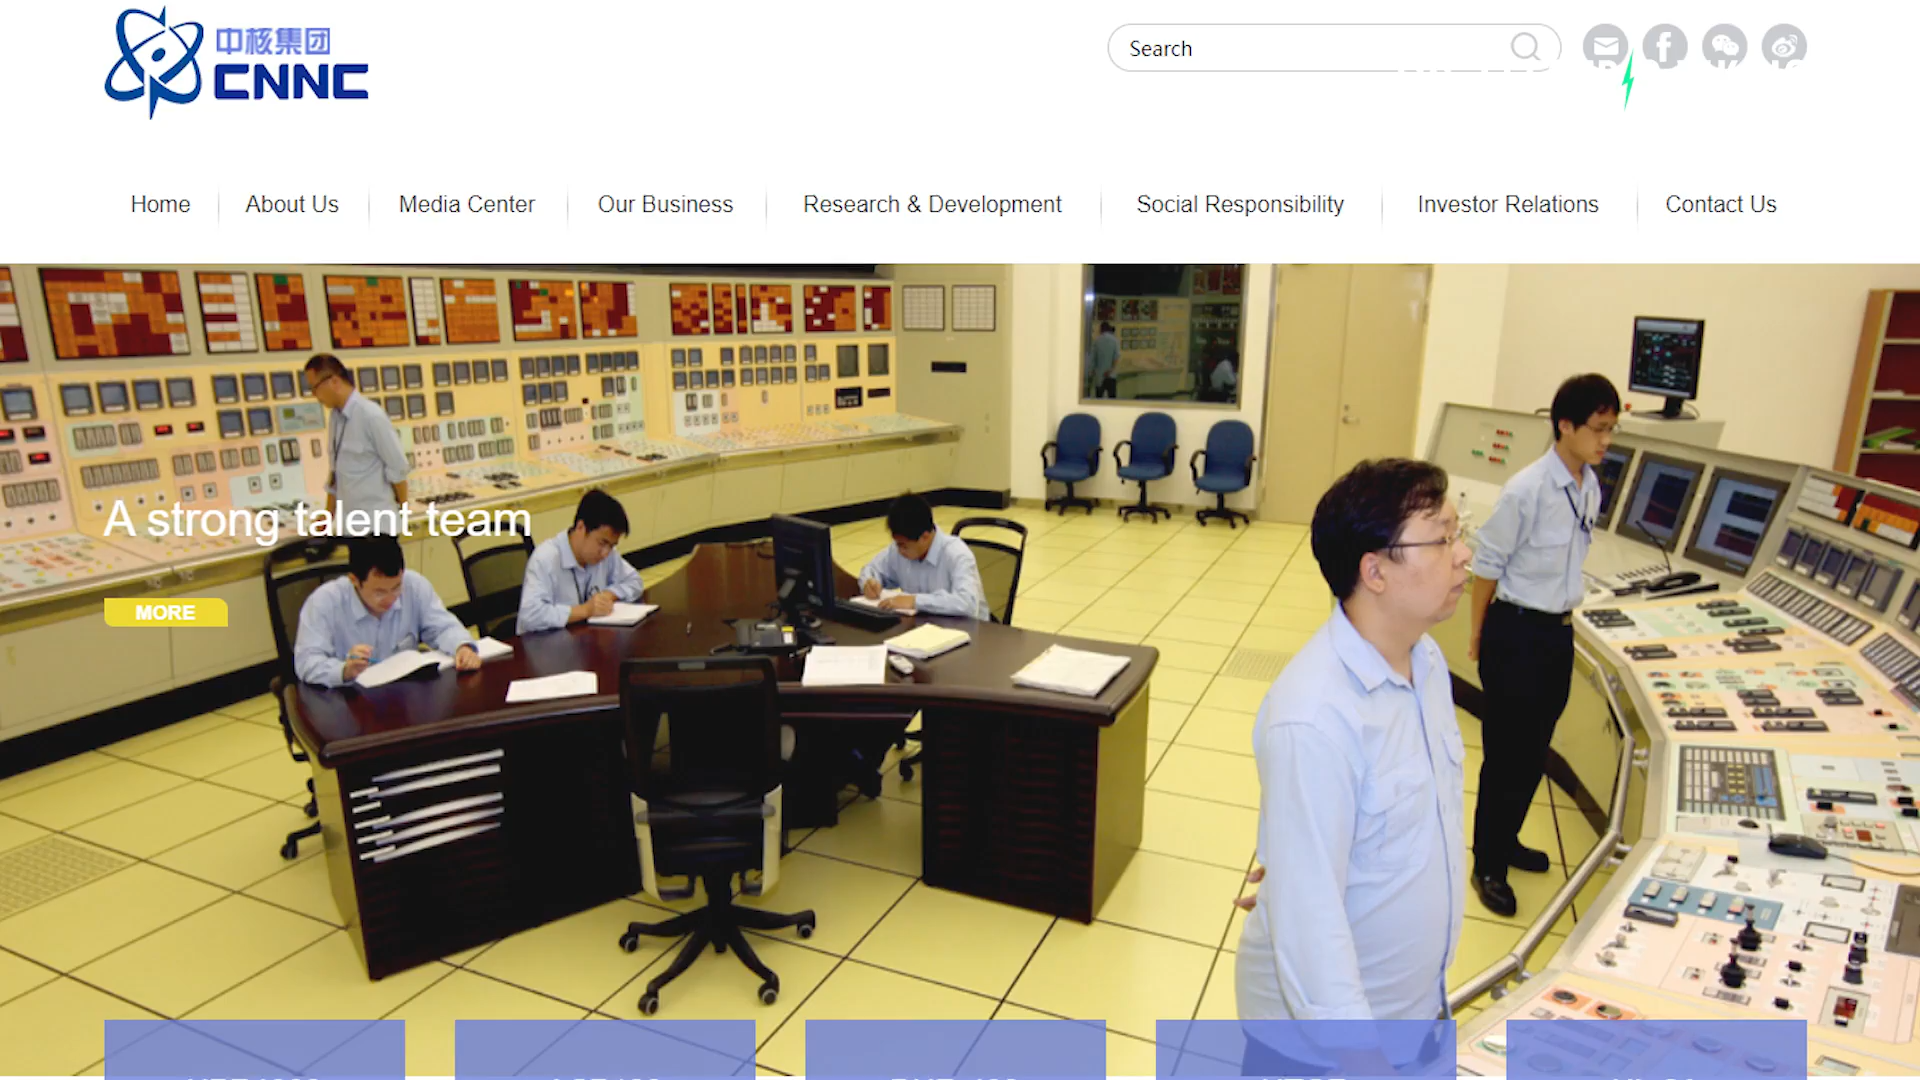 中核集团
CNNC
Search
Home
About Us
Media Center
Our Business
Research & Development
Social Responsibility
Investor Relations
Contact Us
A strong talent team
MORE